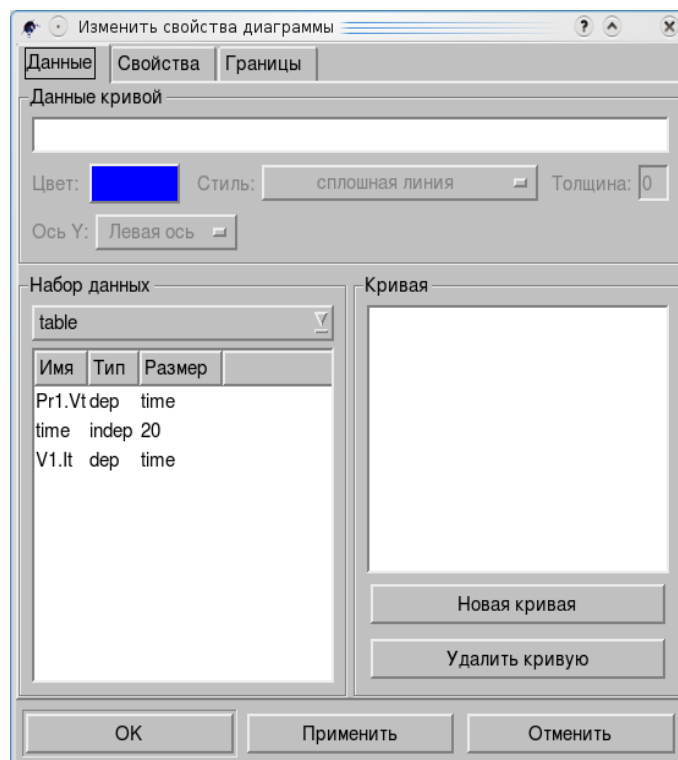 Изменить свойства диаграммы
Данные Свойства Границы
Данные кривой
Цвет: Стиль: сплошная линия Толщина: 0
Ось Y: Левая ось
Набор данных
table
Имя Тип Размер
Pr1.Vt dep time
time indep 20
V1.It dep time
Кривая
Новая кривая
Удалить кривую
OK Применить Отменить